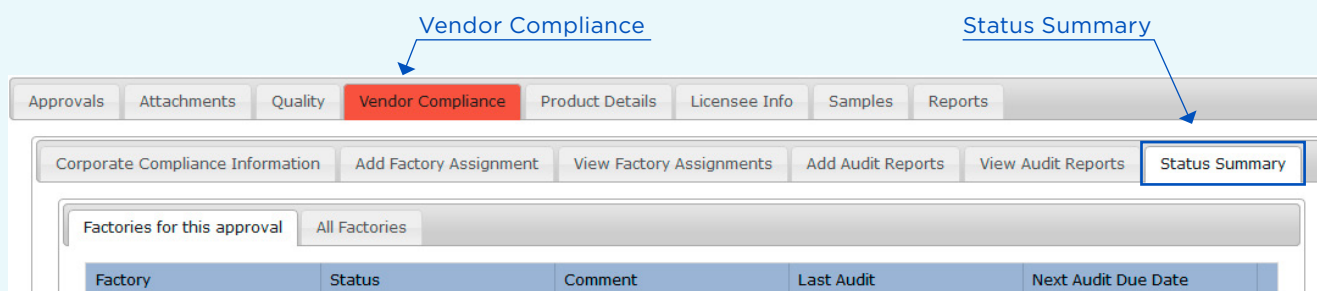 Vendor Compliance Status Summary
Approvals Attachments Quality Vendor Compliance Product Details Licensee Info Samples Reports
Corporate Compliance Information Add Factory Assignment View Factory Assignments Add Audit Reports View Audit Reports Status Summary
Factories for this approval All Factories
Factory Status Comment Last Audit Next Audit Due Date